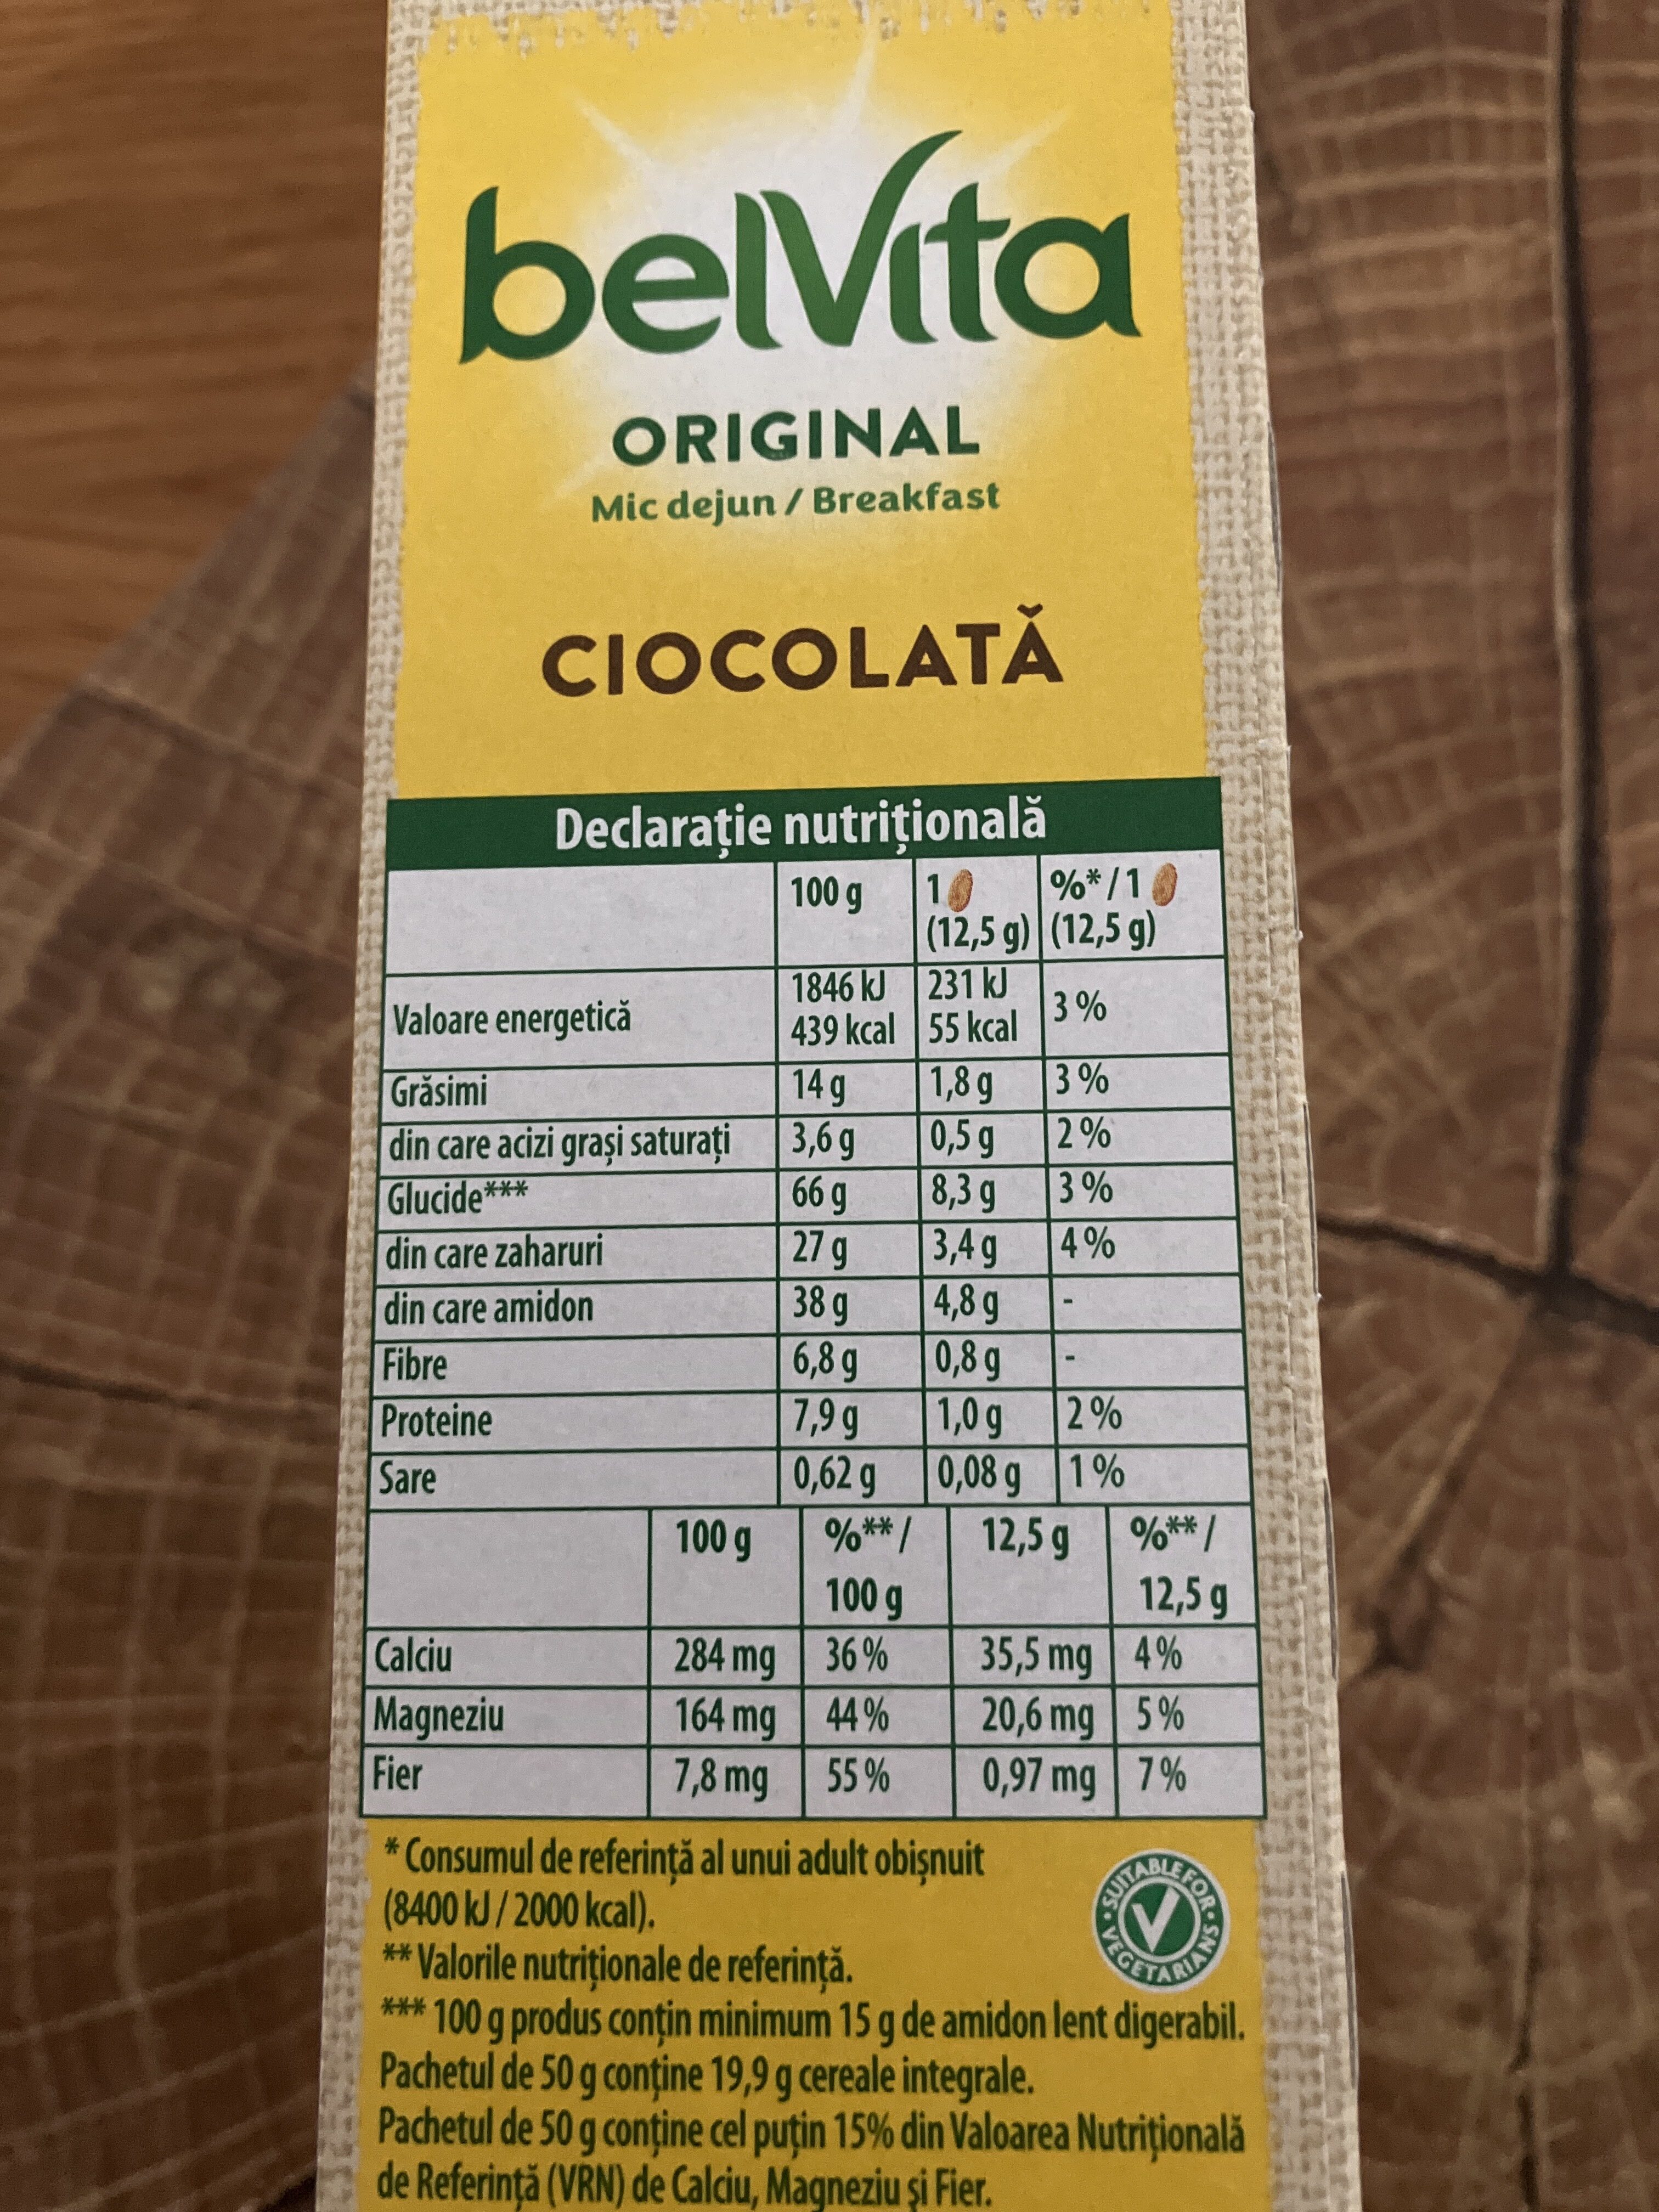 belVita
ORIGINAL
Mic dejun / Breakfast
CIOCOLATĂ
Declarație nutrițională
100 g 1 (12,5 g) %* / 1 (12,5 g)
Valoare energetică 1846 kJ 439 kcal 231 kJ 55 kcal 3 %
Grăsimi 14 g 1,8 g 3 %
din care acizi grași saturați 3,6 g 0,5 g 2 %
Glucide*** 66 g 8,3 g 3 %
din care zaharuri 27 g 3,4 g 4 %
din care amidon 38 g 4,8 g -
Fibre 6,8 g 0,8 g -
Proteine 7,9 g 1,0 g 2 %
Sare 0,62 g 0,08 g 1 %
100 g %** / 100 g 12,5 g %** / 12,5 g
Calciu 284 mg 36 % 35,5 mg 4 %
Magneziu 164 mg 44 % 20,6 mg 5 %
Fier 7,8 mg 55 % 0,97 mg 7 %
* Consumul de referință al unui adult obișnuit
(8400 kJ / 2000 kcal).
** Valorile nutriționale de referință.
*** 100 g produs conțin minimum 15 g de amidon lent digerabil.
Pachetul de 50 g conține 19,9 g cereale integrale.
Pachetul de 50 g conține cel puțin 15% din Valoarea Nutrițională
de Referință (VRN) de Calciu, Magneziu și Fier.
SUITABLE FOR VEGETARIANS